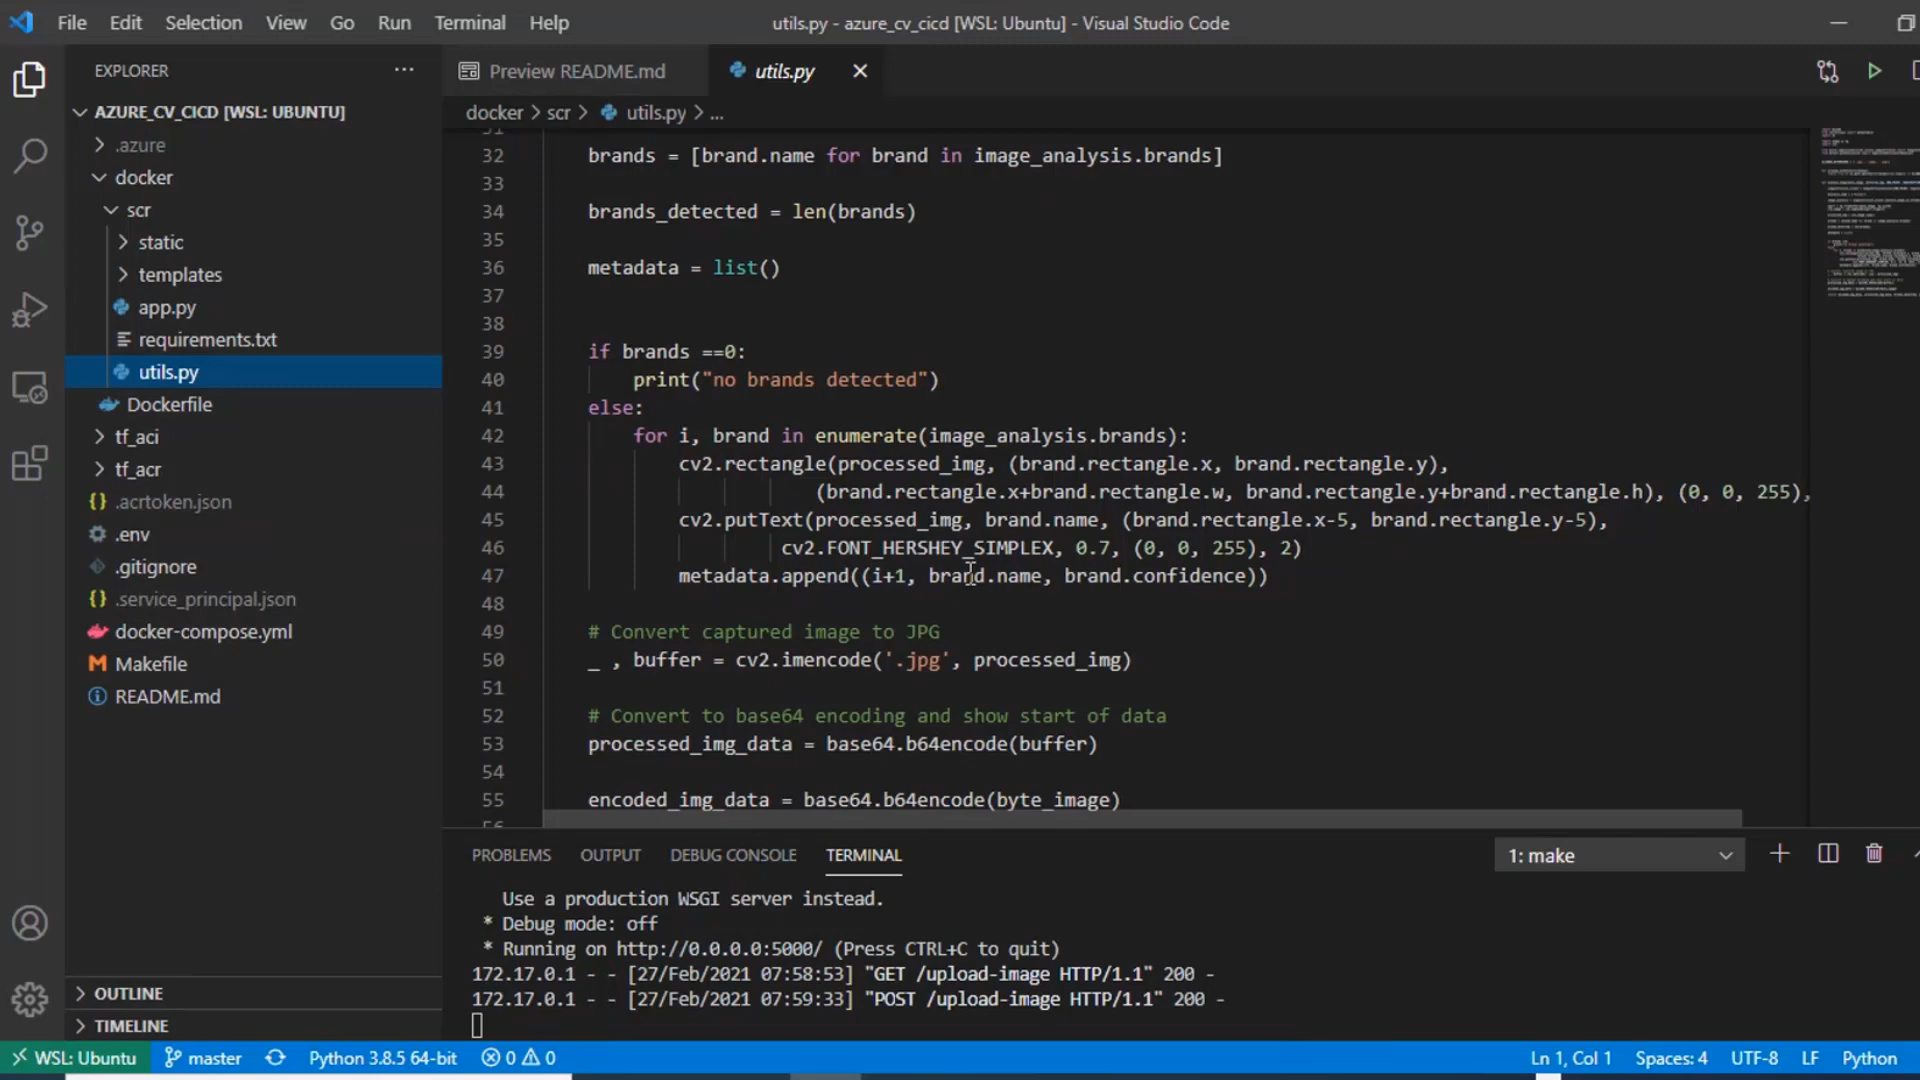 File Edit Selection View Go Run Terminal Help
utils.py - azure_cv_cicd [WSL: Ubuntu] - Visual Studio Code
EXPLORER
AZURE_CV_CICD [WSL: UBUNTU]
.azure
docker
scr
static
templates
app.py
requirements.txt
utils.py
Dockerfile
tf_aci
tf_acr
.acrtoken.json
.env
.gitignore
.service_principal.json
docker-compose.yml
Makefile
README.md
OUTLINE
TIMELINE
Preview README.md utils.py
docker > scr > utils.py > ...
31
32 brands = [brand.name for brand in image_analysis.brands]
33
34 brands_detected = len(brands)
35
36 metadata = list()
37
38
39 if brands ==0:
40 print("no brands detected")
41 else:
42 for i, brand in enumerate(image_analysis.brands):
43 cv2.rectangle(processed_img, (brand.rectangle.x, brand.rectangle.y),
44 (brand.rectangle.x+brand.rectangle.w, brand.rectangle.y+brand.rectangle.h), (0, 0, 255),
45 cv2.putText(processed_img, brand.name, (brand.rectangle.x-5, brand.rectangle.y-5),
46 cv2.FONT_HERSHEY_SIMPLEX, 0.7, (0, 0, 255), 2)
47 metadata.append((i+1, brand.name, brand.confidence))
48
49 # Convert captured image to JPG
50 _ , buffer = cv2.imencode('.jpg', processed_img)
51
52 # Convert to base64 encoding and show start of data
53 processed_img_data = base64.b64encode(buffer)
54
55 encoded_img_data = base64.b64encode(byte_image)
56
PROBLEMS OUTPUT DEBUG CONSOLE TERMINAL
1: make
Use a production WSGI server instead.
* Debug mode: off
* Running on http://0.0.0.0:5000/ (Press CTRL+C to quit)
172.17.0.1 - - [27/Feb/2021 07:58:53] "GET /upload-image HTTP/1.1" 200 -
172.17.0.1 - - [27/Feb/2021 07:59:33] "POST /upload-image HTTP/1.1" 200 -
WSL: Ubuntu master Python 3.8.5 64-bit 0 0 Ln 1, Col 1 Spaces: 4 UTF-8 LF Python